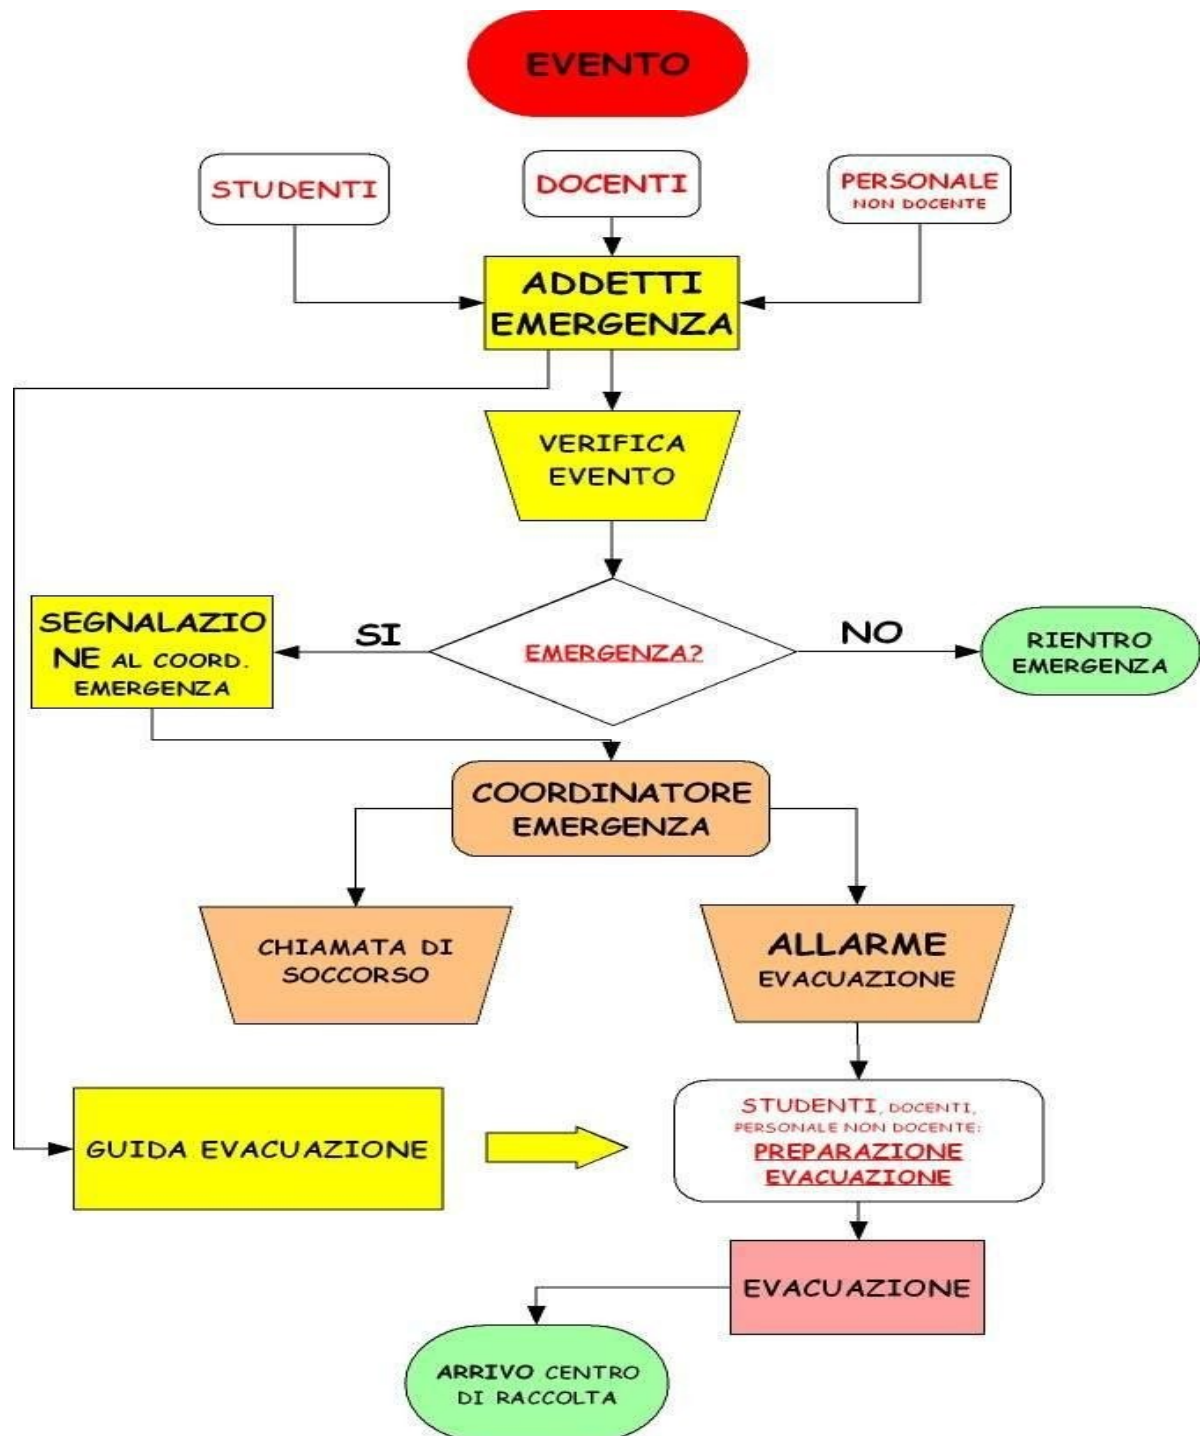 EVENTO
STUDENTI
DOCENTI
PERSONALE
NON DOCENTE
ADDETTI
EMERGENZA
VERIFICA
EVENTO
SEGNALAZIO
NE AL COORD.
EMERGENZA
SI
EMERGENZA?
NO
RIENTRO
EMERGENZA
COORDINATORE
EMERGENZA
CHIAMATA DI
SOCCORSO
ALLARME
EVACUAZIONE
GUIDA EVACUAZIONE
STUDENTI, DOCENTI,
PERSONALE NON DOCENTE:
PREPARAZIONE
EVACUAZIONE
EVACUAZIONE
ARRIVO CENTRO
DI RACCOLTA